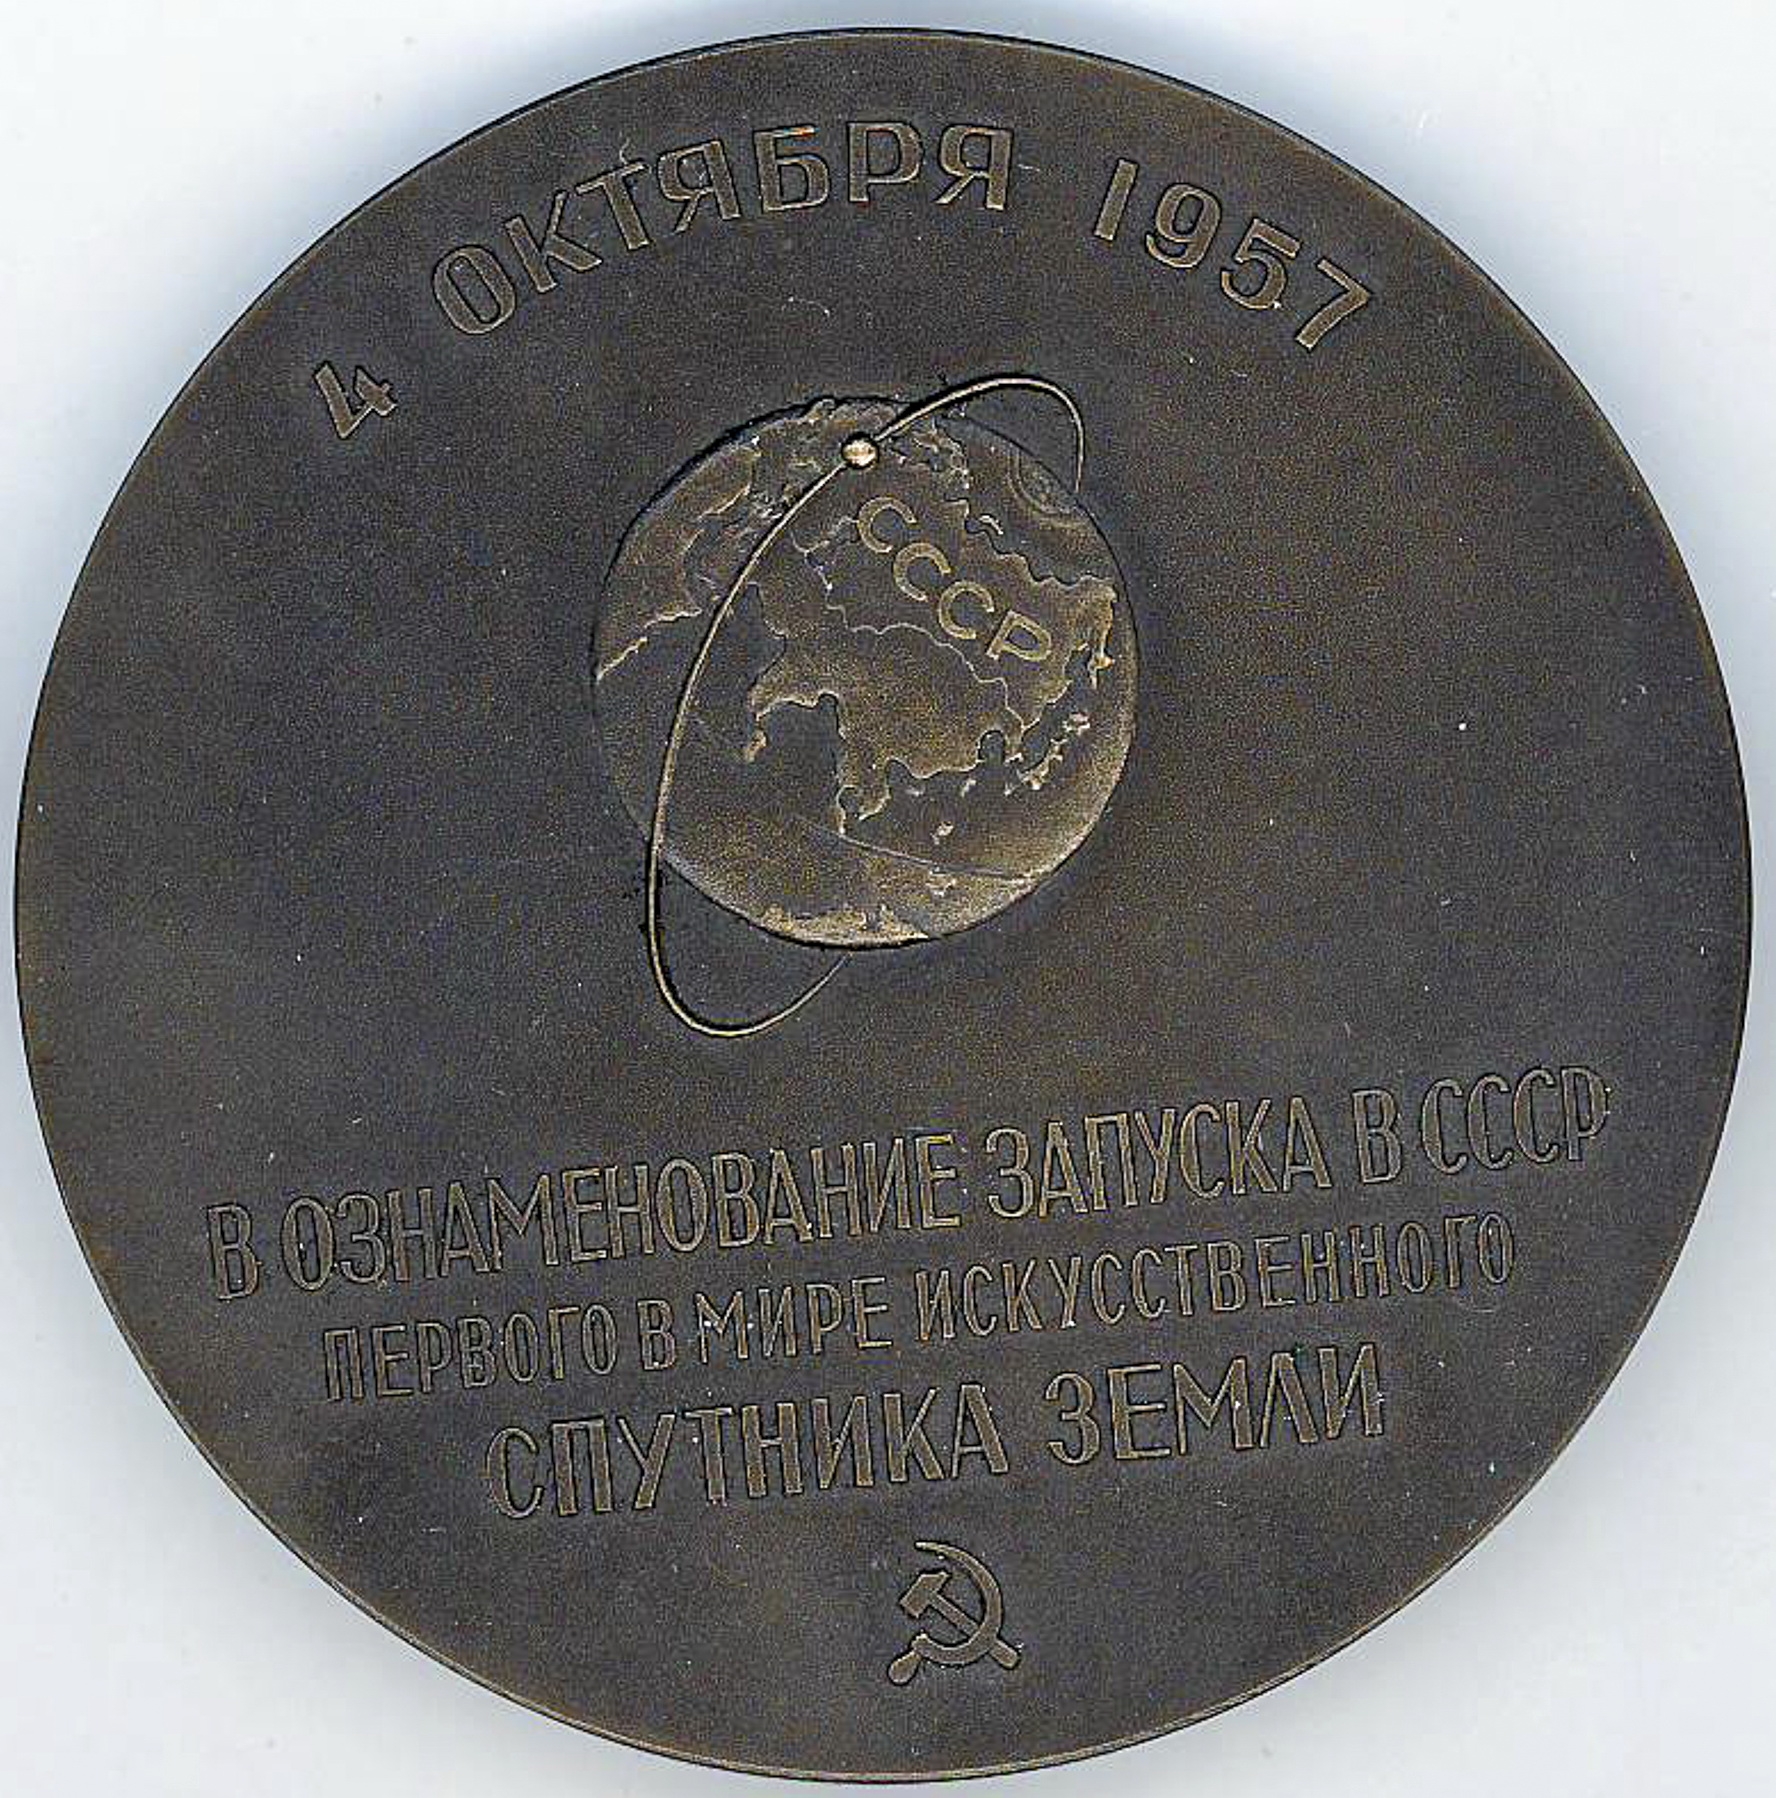 4 ОКТЯБРЯ 1957
СССР
В ОЗНАМЕНОВАНИЕ ЗАПУСКА В СССР
ПЕРВОГО В МИРЕ ИСКУССТВЕННОГО
СПУТНИКА ЗЕМЛИ